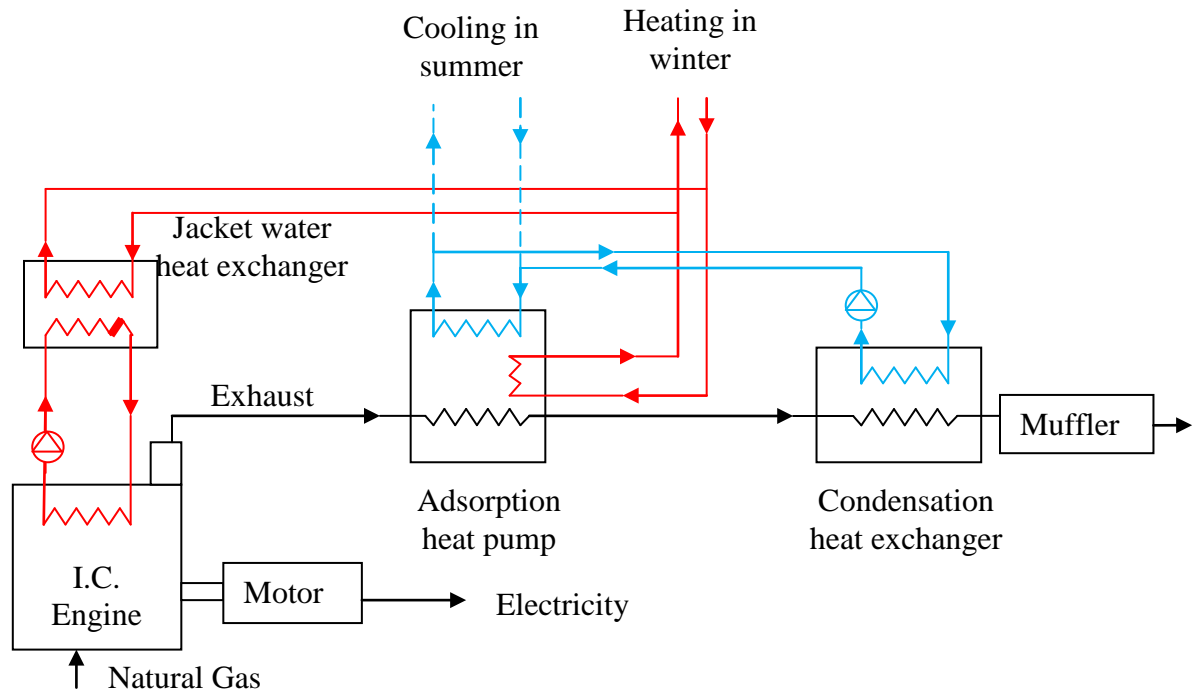 Cooling in
summer
Heating in
winter
Jacket water
heat exchanger
Exhaust
Muffler
Adsorption
heat pump
Condensation
heat exchanger
I.C.
Engine
Motor
Electricity
Natural Gas